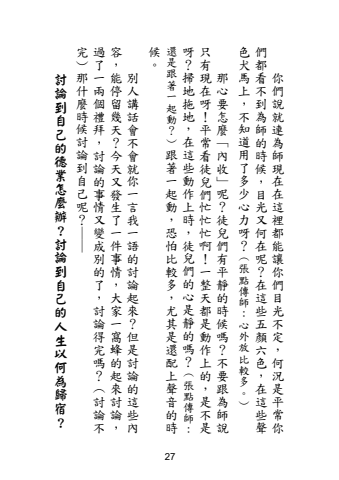 你們說就連為師現在在這裡都能讓你們目光不定，何況是平常你
們都看不到為師的時候，目光又何在呢？在這些五顏六色，在這些聲
色犬馬上，不知道用了多少心力呀？（張點傳師：心外放比較多。）
那心要怎麼「內收」呢？徒兒們有平靜的時候嗎？不要跟為師說
只有現在呀！平常看徒兒們忙忙忙啊！一整天都是動作上的，是不是
呀？掃地拖地，在這些動作上時，徒兒們的心是靜的嗎？（張點傳師：
還是跟著一起動？）跟著一起動，恐怕比較多，尤其是還配上聲音的時
候。
別人講話會不會就你一言我一語的討論起來？但是討論的這些內
容，能停留幾天？今天又發生了一件事情，大家一窩蜂的起來討論，
過了一兩個禮拜，討論的事情又變成別的了，討論得完嗎？（討論不
完）那什麼時候討論到自己呢？——
討論到自己的德業怎麼辦？討論到自己的人生以何為歸宿？
27